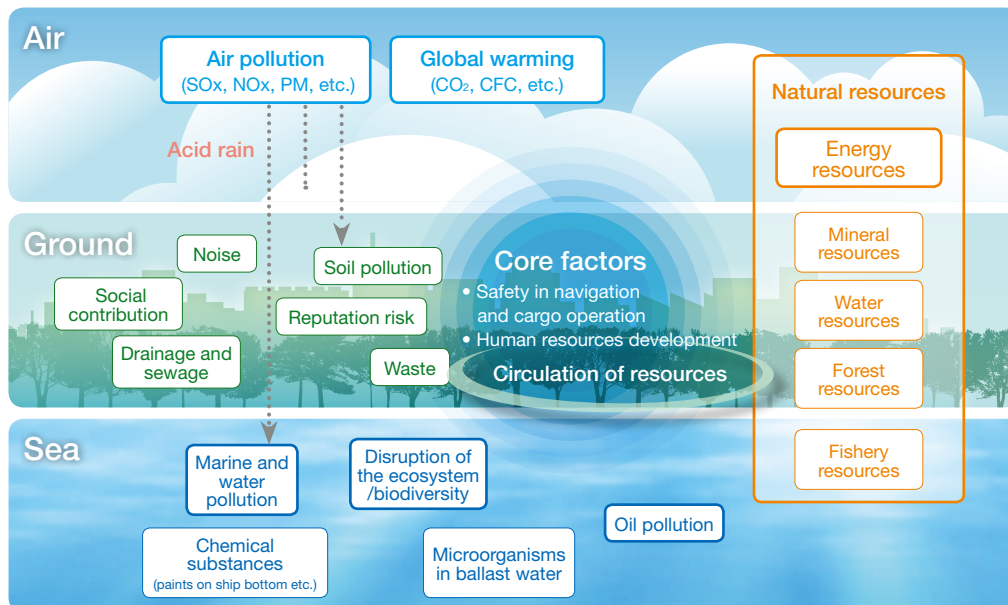 Air
Air pollution
(SOx, NOx, PM, etc.)
Global warming
(CO₂, CFC, etc.)
Acid rain
Natural resources
Energy
resources
Mineral
resources
Water
resources
Forest
resources
Fishery
resources
Ground
Noise
Soil pollution
Social
contribution
Reputation risk
Drainage and
sewage
Waste
Core factors
• Safety in navigation
and cargo operation
• Human resources development
Circulation of resources
Sea
Marine and
water
pollution
Disruption of
the ecosystem
/biodiversity
Oil pollution
Chemical
substances
(paints on ship bottom etc.)
Microorganisms
in ballast water